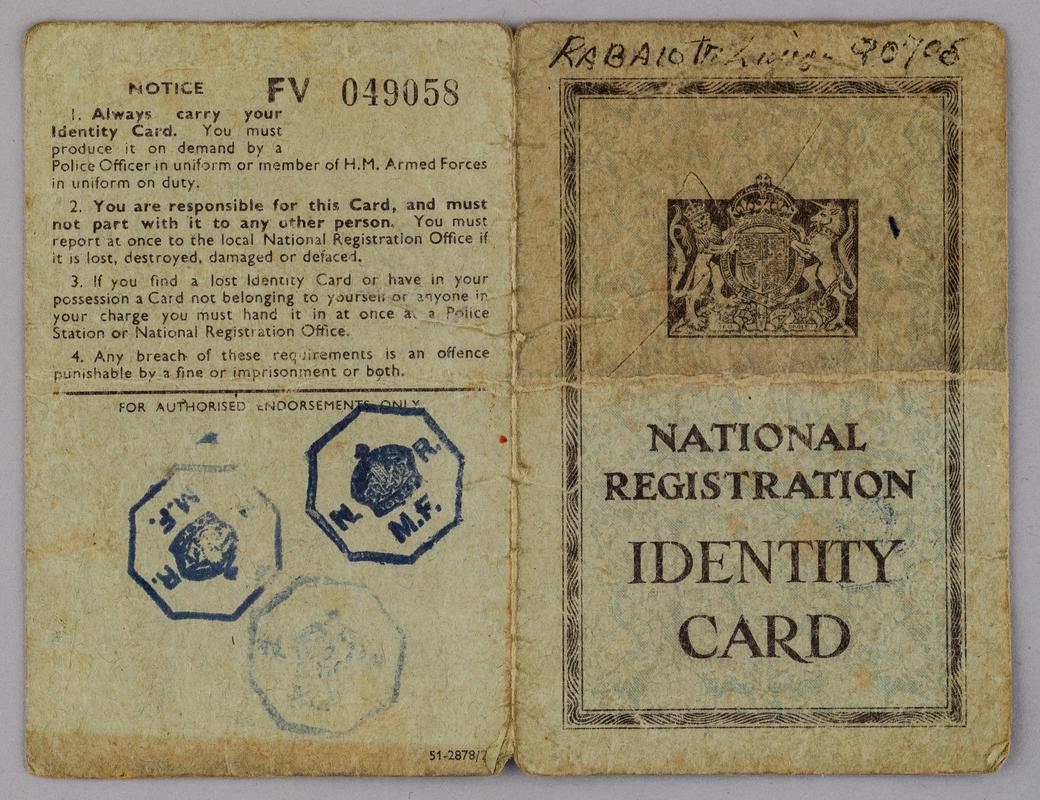 NOTICE FV 049058
1. Always carry your
Identity Card. You must
produce it on demand by a
Police Officer in uniform or member of H.M. Armed Forces
in uniform on duty.
2. You are responsible for this Card, and must
not part with it to any other person. You must
report at once to the local National Registration Office if
it is lost, destroyed, damaged or defaced.
3. If you find a lost Identity Card or have in your
possession a Card not belonging to yourself or anyone in
your charge you must hand it in at once at a Police
Station or National Registration Office.
4. Any breach of these requirements is an offence
punishable by a fine or imprisonment or both.
FOR AUTHORISED ENDORSEMENTS ONLY
N. R.
M.F.
M.F.
R.
51-2878/2
NATIONAL
REGISTRATION
IDENTITY
CARD